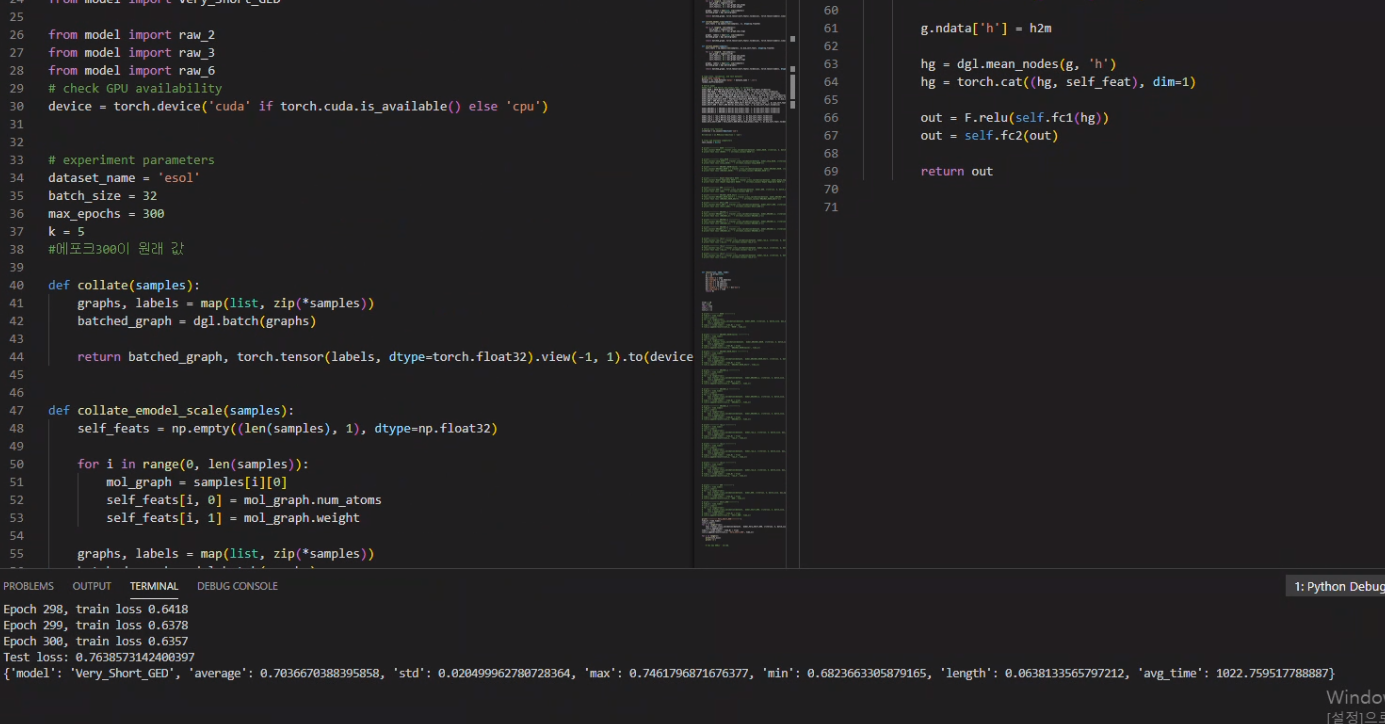 24 from model import Very_Short_GED
25
26 from model import raw_2
27 from model import raw_3
28 from model import raw_6
29 # check GPU availability
30 device = torch.device('cuda' if torch.cuda.is_available() else 'cpu')
31
32
33 # experiment parameters
34 dataset_name = 'esol'
35 batch_size = 32
36 max_epochs = 300
37 k = 5
38 #에포크300이 원래 값
39
40 def collate(samples):
41 graphs, labels = map(list, zip(*samples))
42 batched_graph = dgl.batch(graphs)
43
44 return batched_graph, torch.tensor(labels, dtype=torch.float32).view(-1, 1).to(device
45
46
47 def collate_emodel_scale(samples):
48 self_feats = np.empty((len(samples), 1), dtype=np.float32)
49
50 for i in range(0, len(samples)):
51 mol_graph = samples[i][0]
52 self_feats[i, 0] = mol_graph.num_atoms
53 self_feats[i, 1] = mol_graph.weight
54
55 graphs, labels = map(list, zip(*samples))
60
61 g.ndata['h'] = h2m
62
63 hg = dgl.mean_nodes(g, 'h')
64 hg = torch.cat((hg, self_feat), dim=1)
65
66 out = F.relu(self.fc1(hg))
67 out = self.fc2(out)
68
69 return out
70
71
PROBLEMS OUTPUT TERMINAL DEBUG CONSOLE 1: Python Debug
Epoch 298, train loss 0.6418
Epoch 299, train loss 0.6378
Epoch 300, train loss 0.6357
Test loss: 0.7638573142400397
{'model': 'Very_Short_GED', 'average': 0.7036670388395858, 'std': 0.020499962780728364, 'max': 0.7461796871676377, 'min': 0.6823663305879165, 'length': 0.0638133565797212, 'avg_time': 1022.759517788887}
Window
[설정]으로